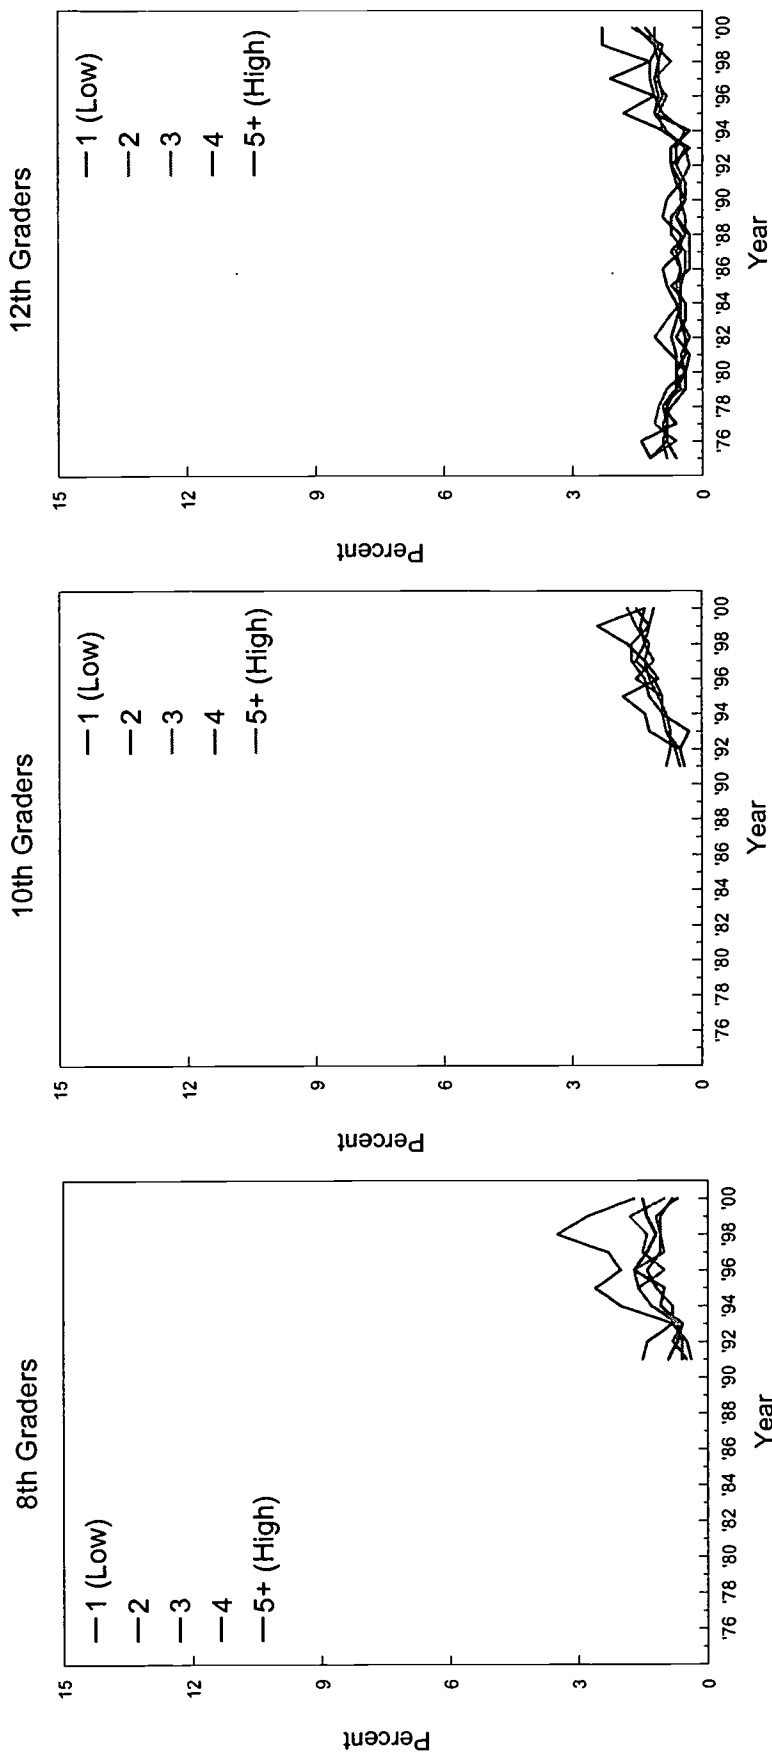 8th Graders
1 (Low)
2
3
4
5+ (High)
Percent
15
12
9
6
3
0
'76 '78 '80 '82 '84 '86 '88 '90 '92 '94 '96 '98 '00
Year
10th Graders
1 (Low)
2
3
4
5+ (High)
Percent
15
12
9
6
3
0
'76 '78 '80 '82 '84 '86 '88 '90 '92 '94 '96 '98 '00
Year
12th Graders
1 (Low)
2
3
4
5+ (High)
Percent
15
12
9
6
3
0
'76 '78 '80 '82 '84 '86 '88 '90 '92 '94 '96 '98 '00
Year